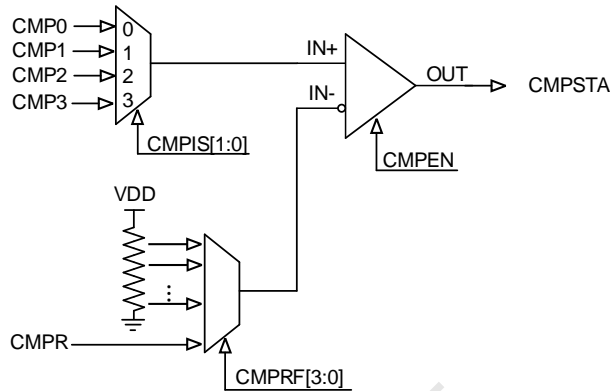 CMP0
0
CMP1
1
CMP2
2
CMP3
3
CMPIS[1:0]
IN+
IN-
OUT
CMPSTA
CMPEN
VDD
CMPR
CMPRF[3:0]